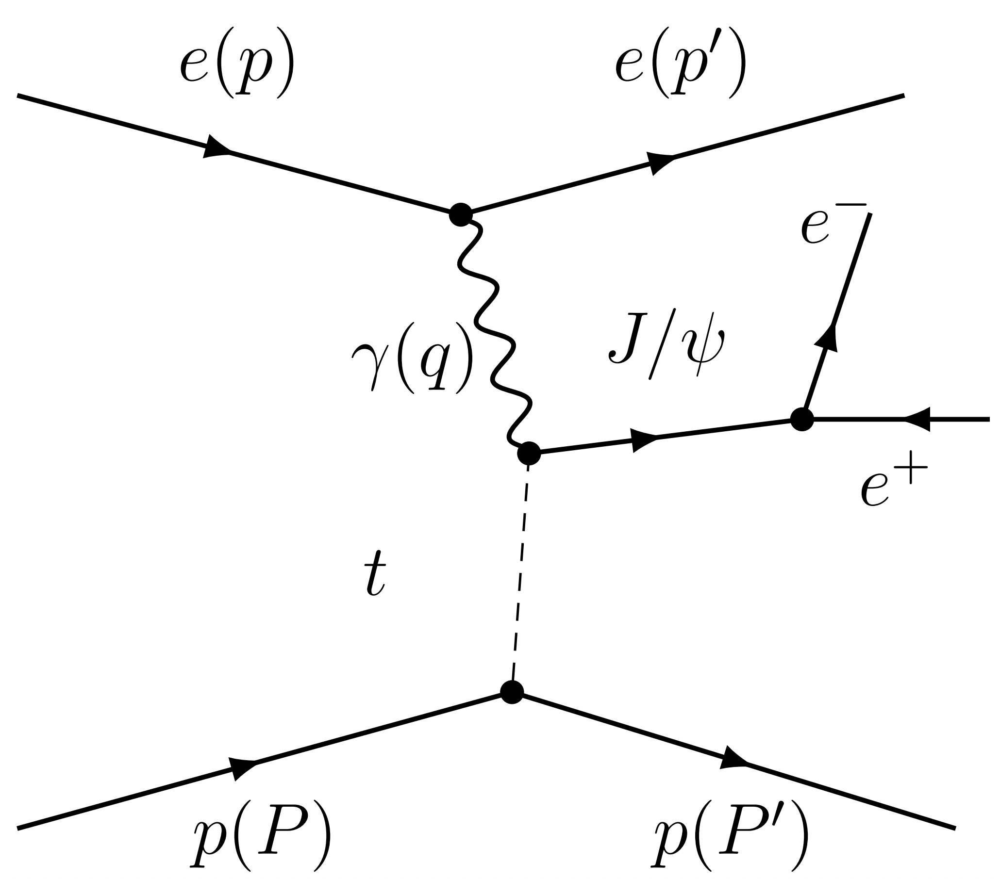 e(p)
e(p′)
e⁻
γ(q)
J/ψ
e⁺
t
p(P)
p(P′)